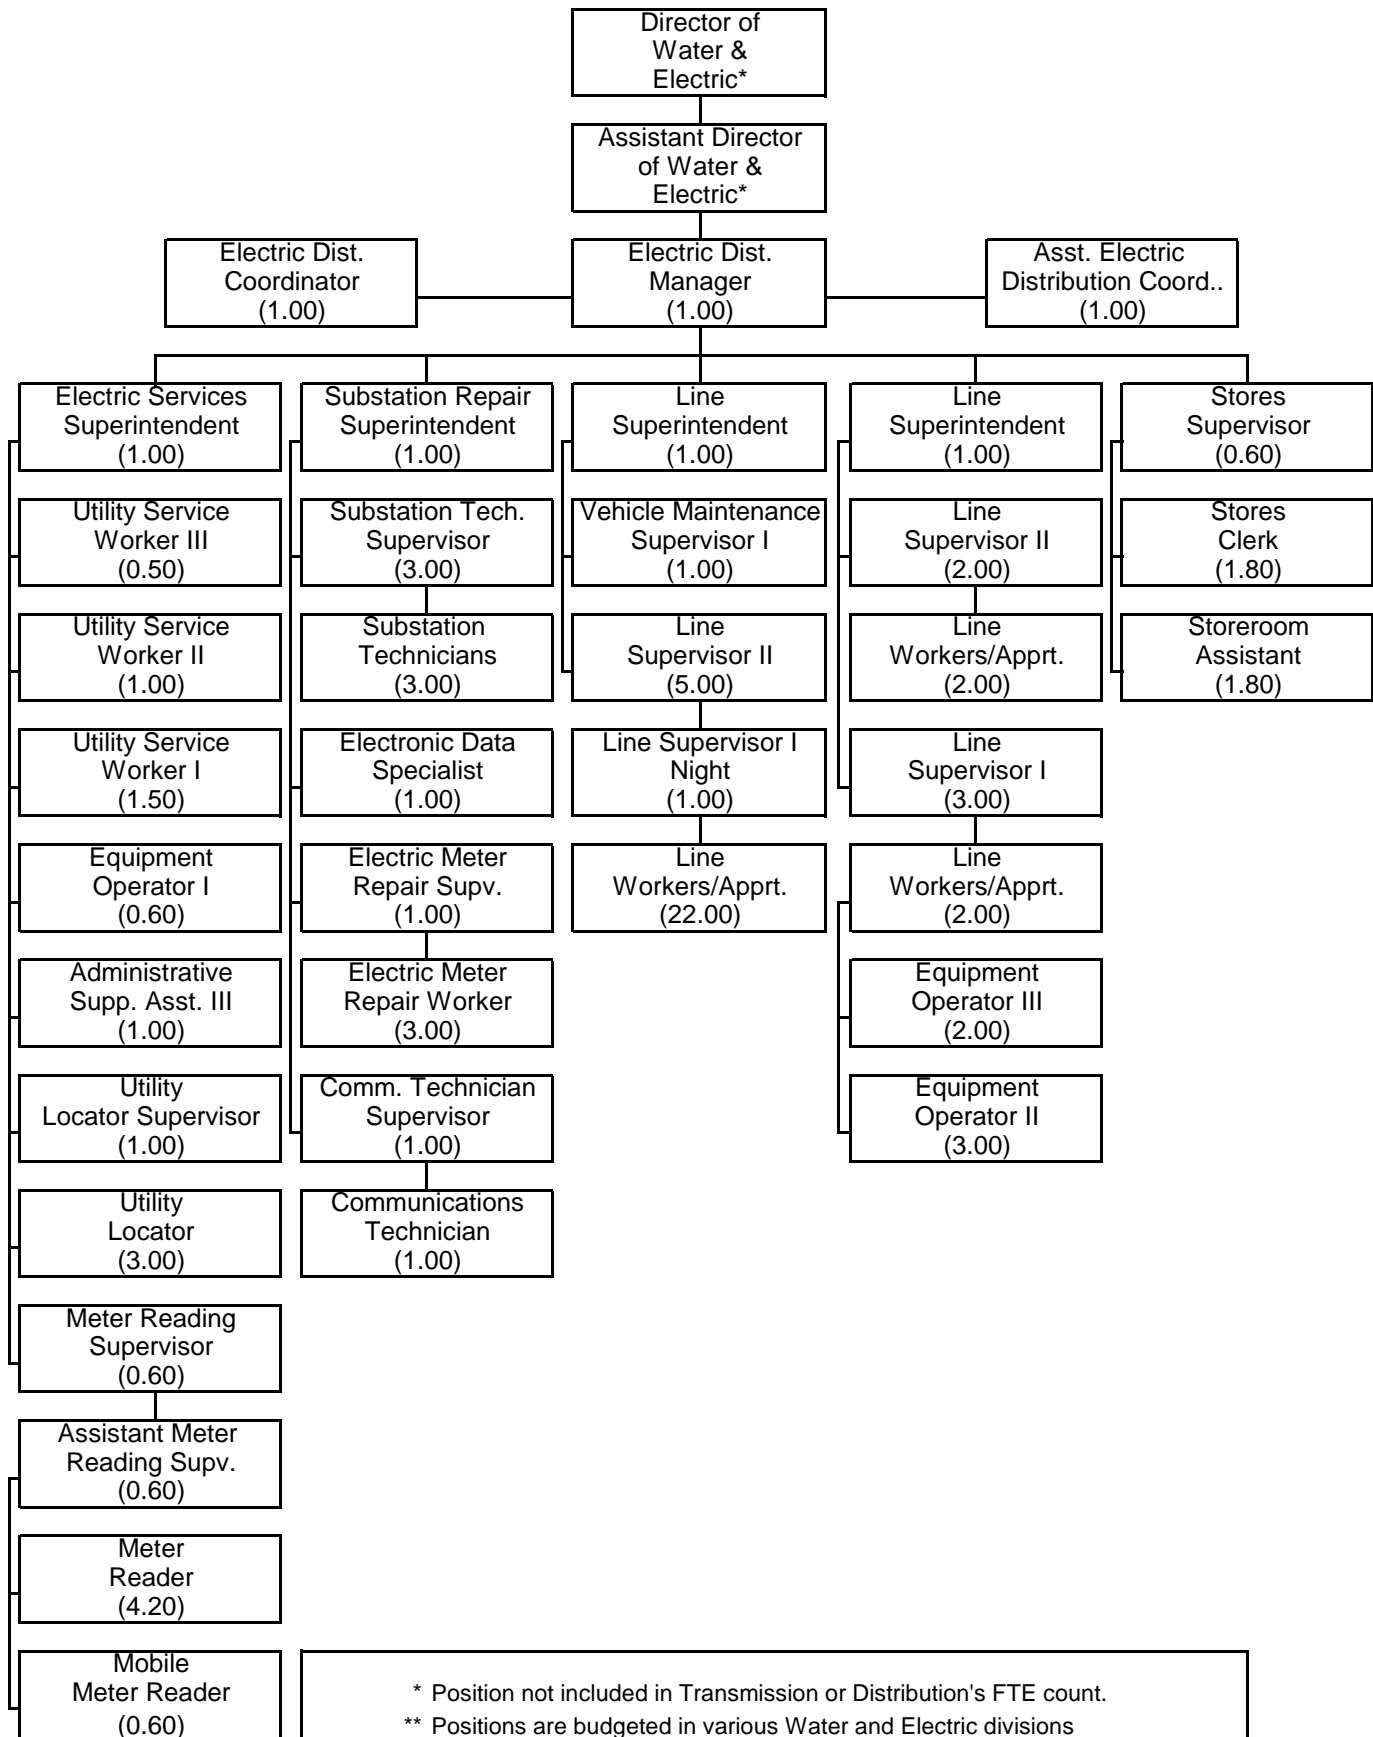 Director of
Water &
Electric*
Assistant Director
of Water &
Electric*
Electric Dist.
Coordinator
(1.00)
Electric Dist.
Manager
(1.00)
Asst. Electric
Distribution Coord..
(1.00)
Electric Services
Superintendent
(1.00)
Utility Service
Worker III
(0.50)
Utility Service
Worker II
(1.00)
Utility Service
Worker I
(1.50)
Equipment
Operator I
(0.60)
Administrative
Supp. Asst. III
(1.00)
Utility
Locator Supervisor
(1.00)
Utility
Locator
(3.00)
Meter Reading
Supervisor
(0.60)
Assistant Meter
Reading Supv.
(0.60)
Meter
Reader
(4.20)
Mobile
Meter Reader
(0.60)
Substation Repair
Superintendent
(1.00)
Substation Tech.
Supervisor
(3.00)
Substation
Technicians
(3.00)
Electronic Data
Specialist
(1.00)
Electric Meter
Repair Supv.
(1.00)
Electric Meter
Repair Worker
(3.00)
Comm. Technician
Supervisor
(1.00)
Communications
Technician
(1.00)
Line
Superintendent
(1.00)
Vehicle Maintenance
Supervisor I
(1.00)
Line
Supervisor II
(5.00)
Line Supervisor I
Night
(1.00)
Line
Workers/Apprt.
(22.00)
Line
Superintendent
(1.00)
Line
Supervisor II
(2.00)
Line
Workers/Apprt.
(2.00)
Line
Supervisor I
(3.00)
Line
Workers/Apprt.
(2.00)
Equipment
Operator III
(2.00)
Equipment
Operator II
(3.00)
Stores
Supervisor
(0.60)
Stores
Clerk
(1.80)
Storeroom
Assistant
(1.80)
* Position not included in Transmission or Distribution's FTE count.
** Positions are budgeted in various Water and Electric divisions